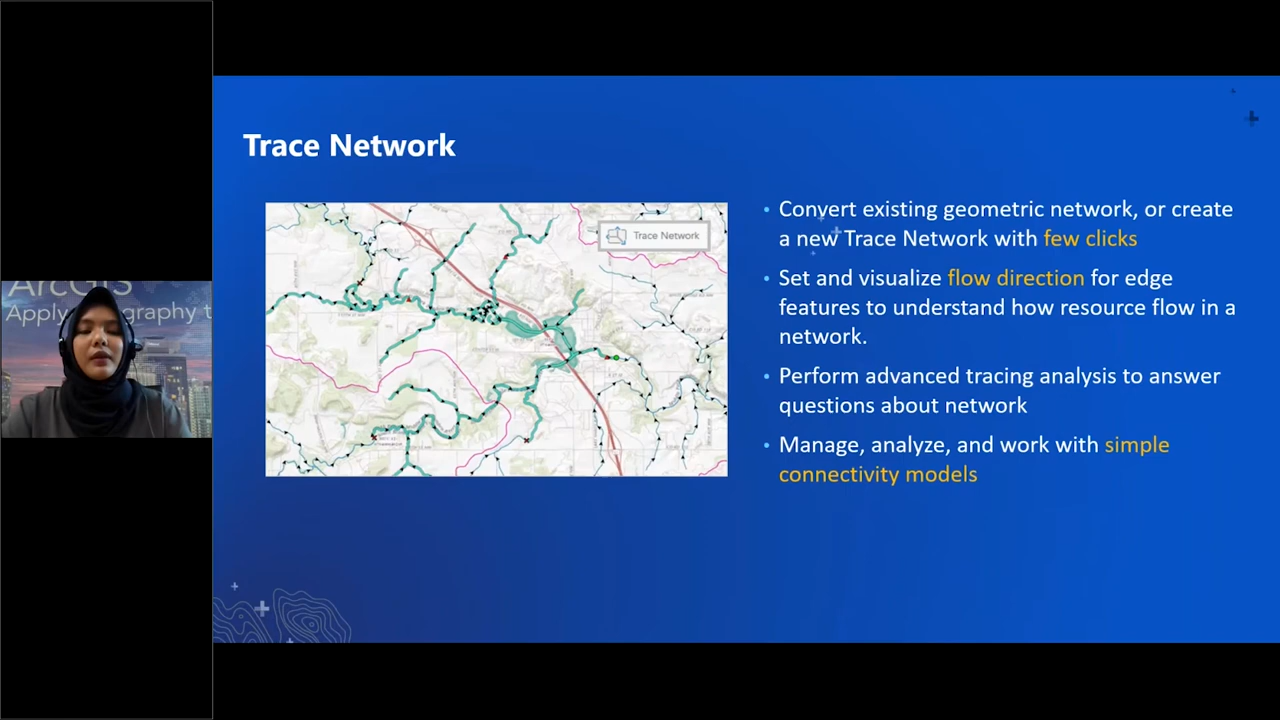 Trace Network
Trace Network
Convert existing geometric network, or create
a new Trace Network with few clicks
Set and visualize flow direction for edge
features to understand how resource flow in a
network.
Perform advanced tracing analysis to answer
questions about network
Manage, analyze, and work with simple
connectivity models
ArcGIS
Apply